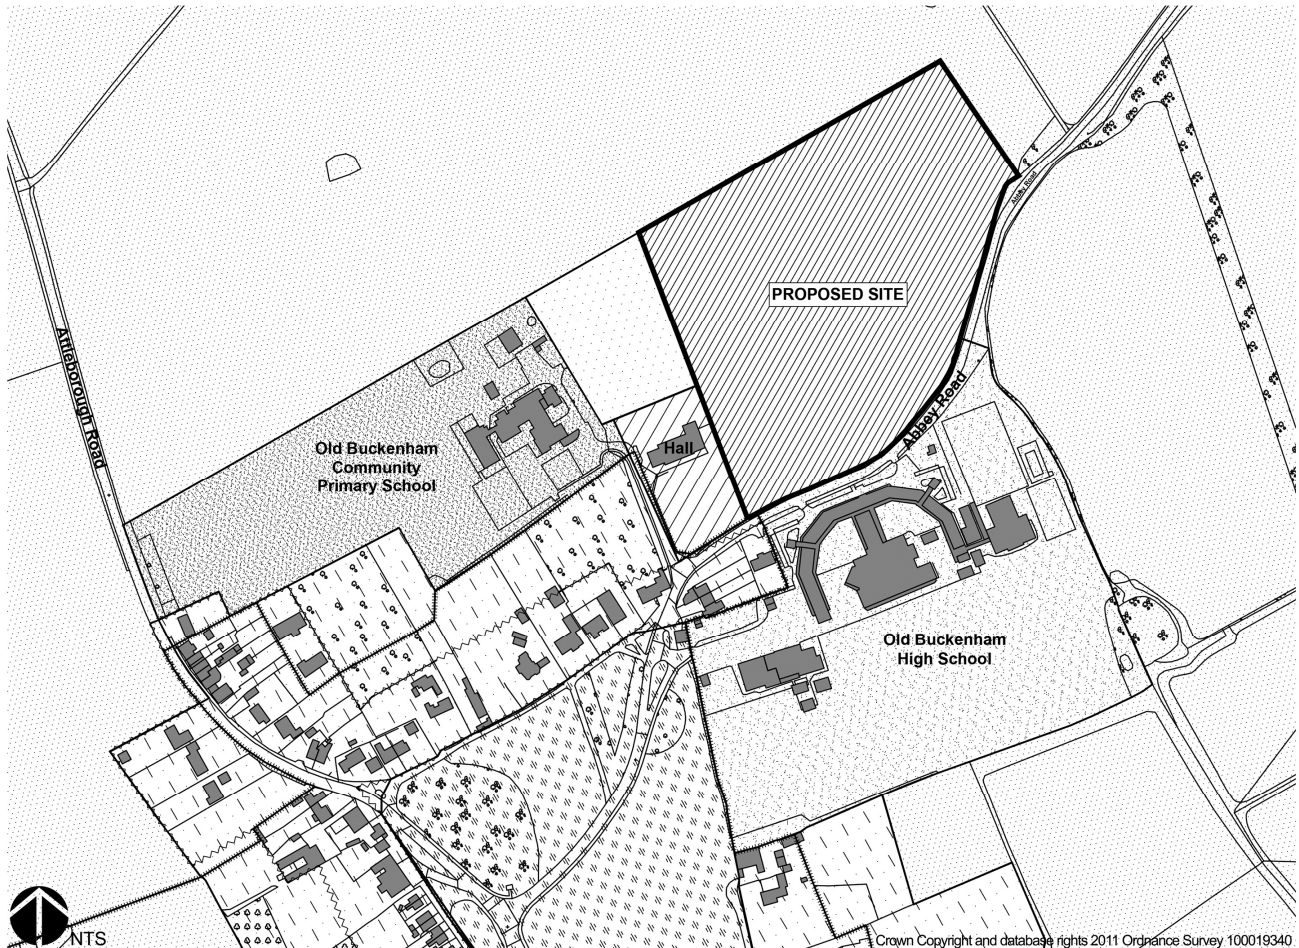 Abbey Road
PROPOSED SITE
Attleborough Road
Abbey Road
Hall
Old Buckenham
Community
Primary School
Old Buckenham
High School
NTS
Crown Copyright and database rights 2011 Ordnance Survey 100019340